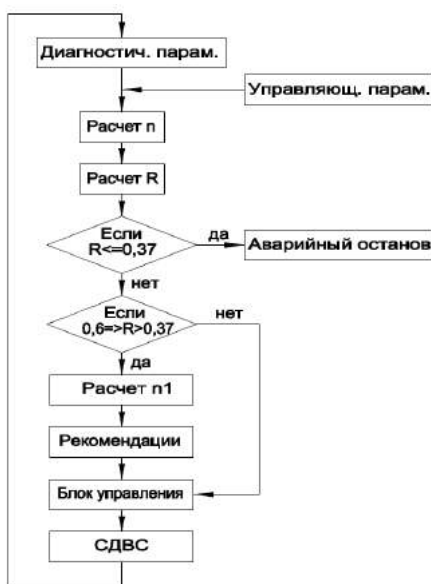 Диагностич. парам.
Управляющ. парам.
Расчет n
Расчет R
Если
R<=0,37
да
Аварийный останов
нет
Если
0,6=>R>0,37
нет
да
Расчет n1
Рекомендации
Блок управления
СДВС